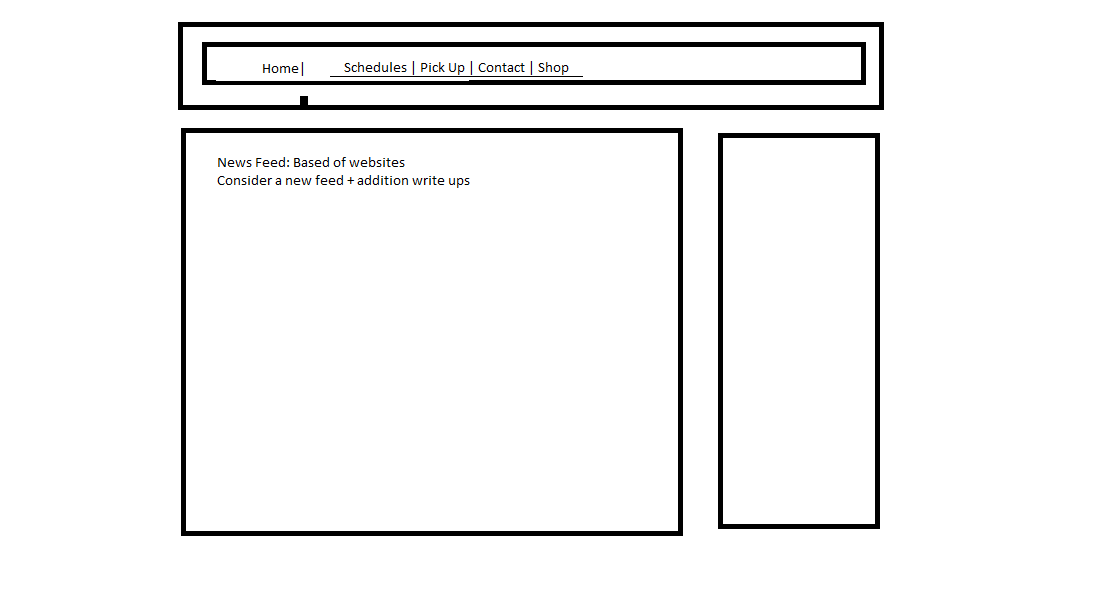 Home| Schedules | Pick Up | Contact | Shop
News Feed: Based of websites
Consider a new feed + addition write ups